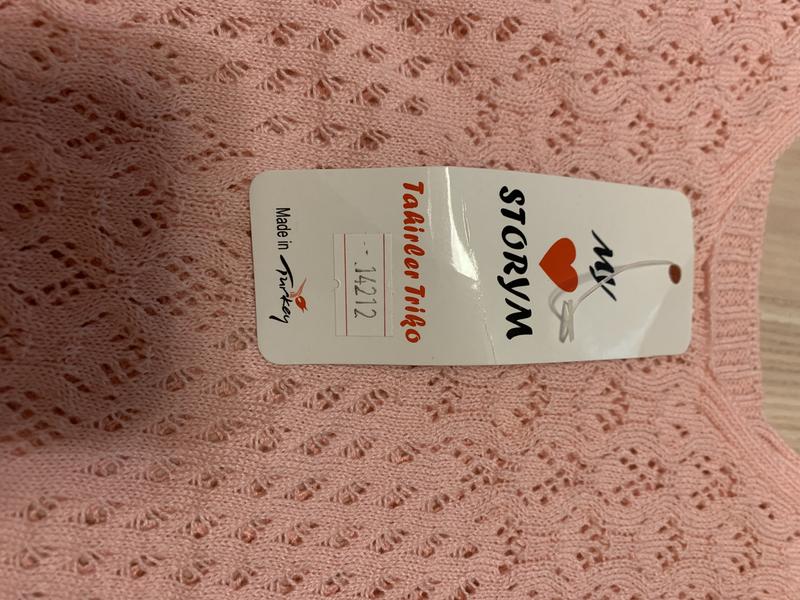 MY
STORYM
Tahirler Triko
14212
Made in Turkey